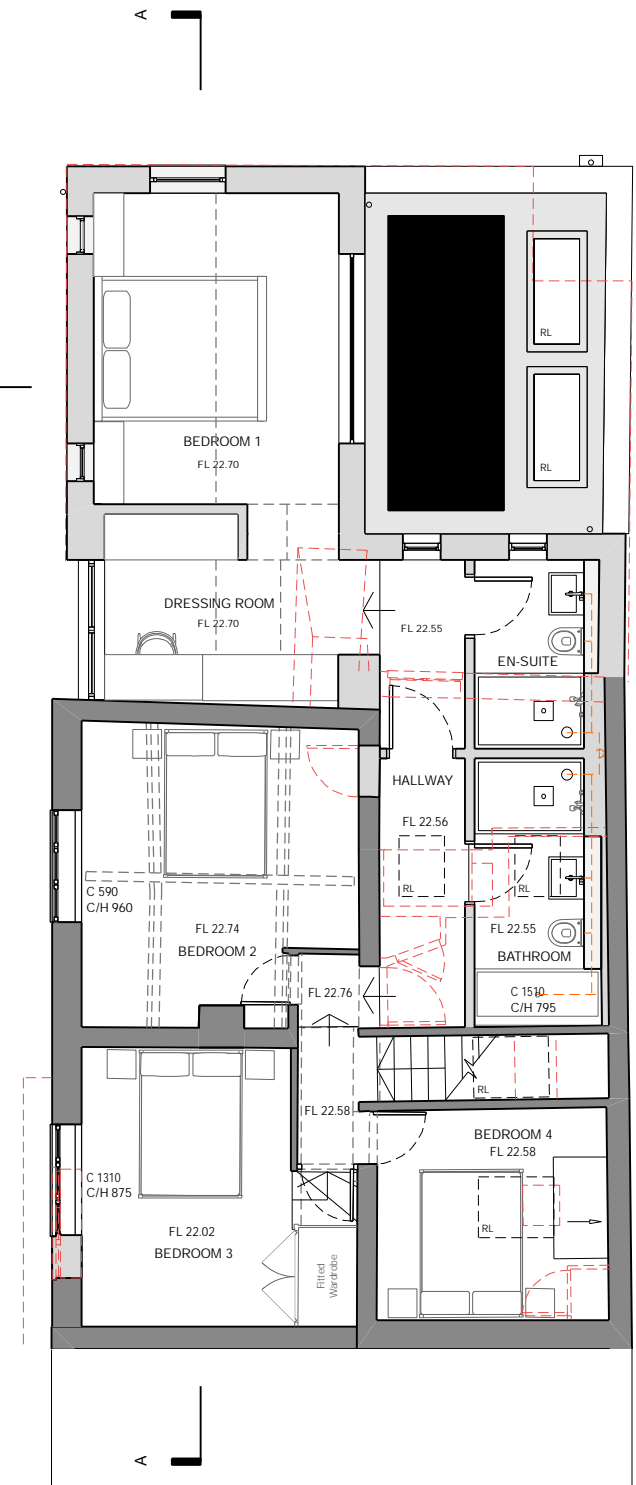 A
RL
BEDROOM 1
FL 22.70
RL
DRESSING ROOM
FL 22.70
FL 22.55
EN-SUITE
HALLWAY
FL 22.56
RL
RL
C 590
C/H 960
FL 22.74
BEDROOM 2
FL 22.55
BATHROOM
FL 22.76
C 1510
C/H 795
RL
FL 22.58
BEDROOM 4
FL 22.58
C 1310
C/H 875
RL
FL 22.02
BEDROOM 3
Fitted
Wardrobe
A